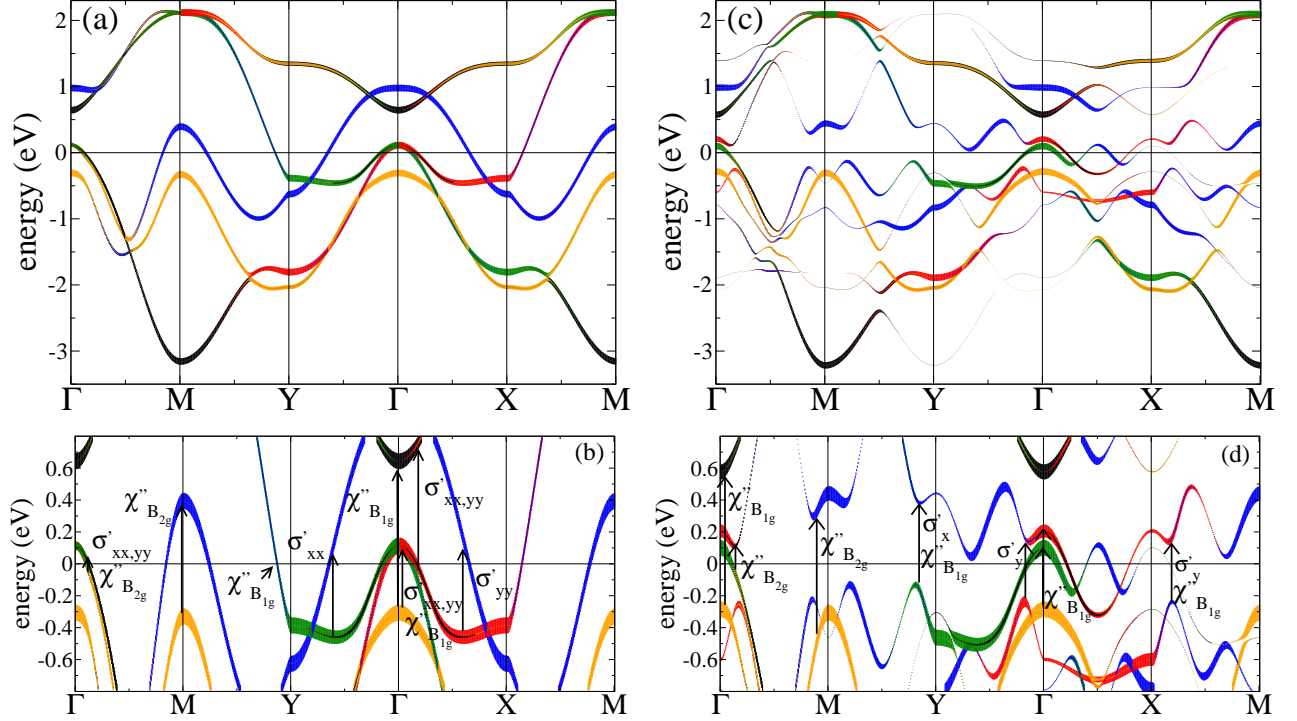 (a)
energy (eV)
2
1
0
-1
-2
-3
Γ M Y Γ X M
(c)
energy (eV)
2
1
0
-1
-2
-3
Γ M Y Γ X M
(b)
energy (eV)
0.6
0.4
0.2
0
-0.2
-0.4
-0.6
χ''B2g
σ'xx,yy
χ''B2g
σ'xx
χ''B1g
χ''B1g
σ'xx,yy
σ'xx,yy
χ''B1g
σ'yy
Γ M Y Γ X M
(d)
energy (eV)
0.6
0.4
0.2
0
-0.2
-0.4
-0.6
χ''B1g
χ''B2g
χ''B2g
σ'x
χ''B1g
σ'y
χ''B1g
σ'y
χ''B1g
Γ M Y Γ X M